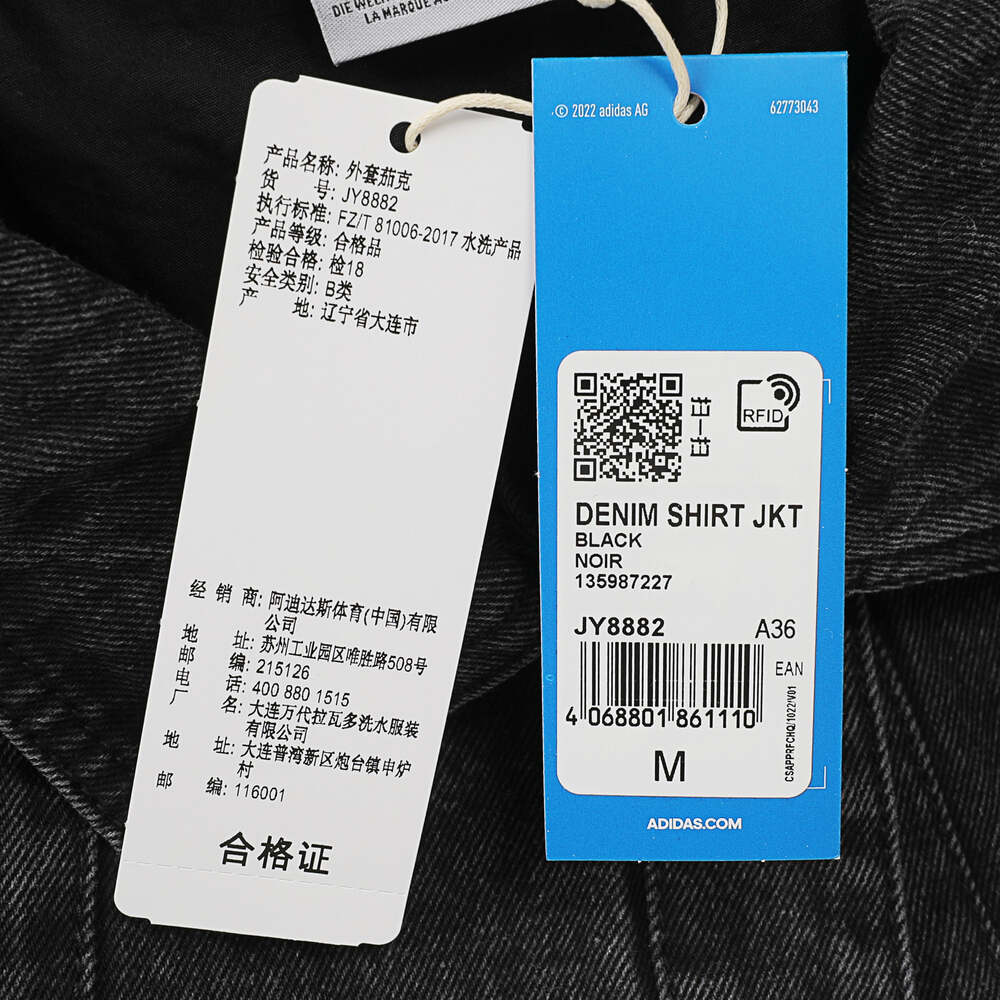 LA MARQUE
产品名称: 外套茄克
货 号: JY8882
执行标准: FZ/T 81006-2017 水洗产品
产品等级: 合格品
检验合格: 检18
安全类别: B类
产 地: 辽宁省大连市
经 销 商: 阿迪达斯体育(中国)有限
公司
地 址: 苏州工业园区唯胜路508号
邮 编: 215126
电 话: 400 880 1515
厂 名: 大连万代拉瓦多洗水服装
有限公司
地 址: 大连普湾新区炮台镇申炉
村
邮 编: 116001
合格证
© 2022 adidas AG
62773043
扫一扫
RFID
DENIM SHIRT JKT
BLACK
NOIR
135987227
JY8882 A36
EAN
4 068801 861110
CSAPPRFCHQ/1022/V01
M
ADIDAS.COM